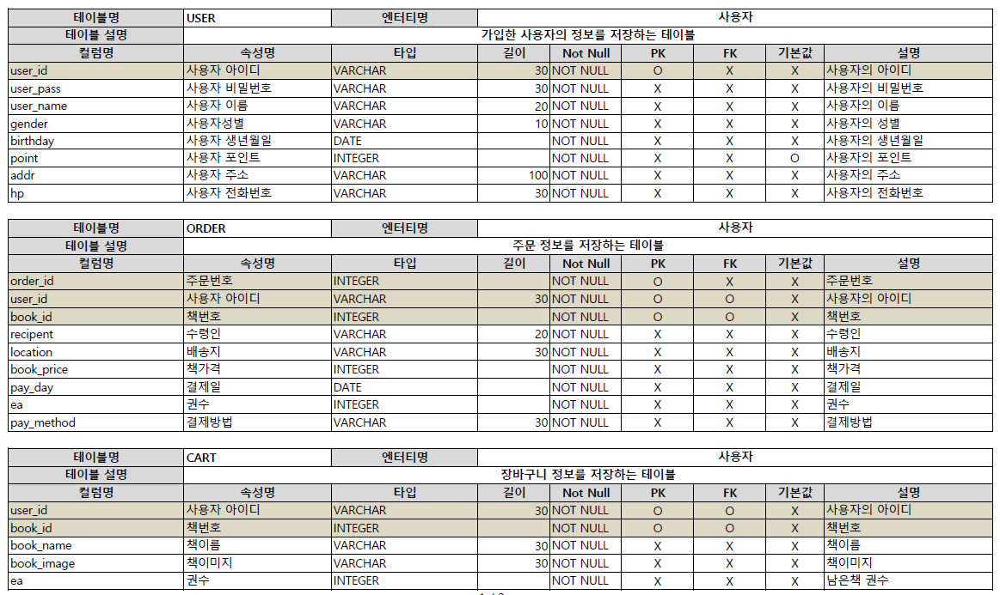 테이블명 USER 엔터티명 사용자
테이블 설명 가입한 사용자의 정보를 저장하는 테이블
컬럼명 속성명 타입 길이 Not Null PK FK 기본값 설명
user_id 사용자 아이디 VARCHAR 30 NOT NULL O X X 사용자의 아이디
user_pass 사용자 비밀번호 VARCHAR 30 NOT NULL X X X 사용자의 비밀번호
user_name 사용자 이름 VARCHAR 20 NOT NULL X X X 사용자의 이름
gender 사용자성별 VARCHAR 10 NOT NULL X X X 사용자의 성별
birthday 사용자 생년월일 DATE NOT NULL X X X 사용자의 생년월일
point 사용자 포인트 INTEGER NOT NULL X X O 사용자의 포인트
addr 사용자 주소 VARCHAR 100 NOT NULL X X X 사용자의 주소
hp 사용자 전화번호 VARCHAR 30 NOT NULL X X X 사용자의 전화번호
테이블명 ORDER 엔터티명 사용자
테이블 설명 주문 정보를 저장하는 테이블
컬럼명 속성명 타입 길이 Not Null PK FK 기본값 설명
order_id 주문번호 INTEGER NOT NULL O X X 주문번호
user_id 사용자 아이디 VARCHAR 30 NOT NULL O O X 사용자의 아이디
book_id 책번호 INTEGER NOT NULL O O X 책번호
recipent 수령인 VARCHAR 20 NOT NULL X X X 수령인
location 배송지 VARCHAR 30 NOT NULL X X X 배송지
book_price 책가격 INTEGER NOT NULL X X X 책가격
pay_day 결제일 DATE NOT NULL X X X 결제일
ea 권수 INTEGER NOT NULL X X X 권수
pay_method 결제방법 VARCHAR 30 NOT NULL X X X 결제방법
테이블명 CART 엔터티명 사용자
테이블 설명 장바구니 정보를 저장하는 테이블
컬럼명 속성명 타입 길이 Not Null PK FK 기본값 설명
user_id 사용자 아이디 VARCHAR 30 NOT NULL O O X 사용자의 아이디
book_id 책번호 INTEGER NOT NULL O O X 책번호
book_name 책이름 VARCHAR 30 NOT NULL X X X 책이름
book_image 책이미지 VARCHAR 30 NOT NULL X X X 책이미지
ea 권수 INTEGER NOT NULL X X X 남은책 권수